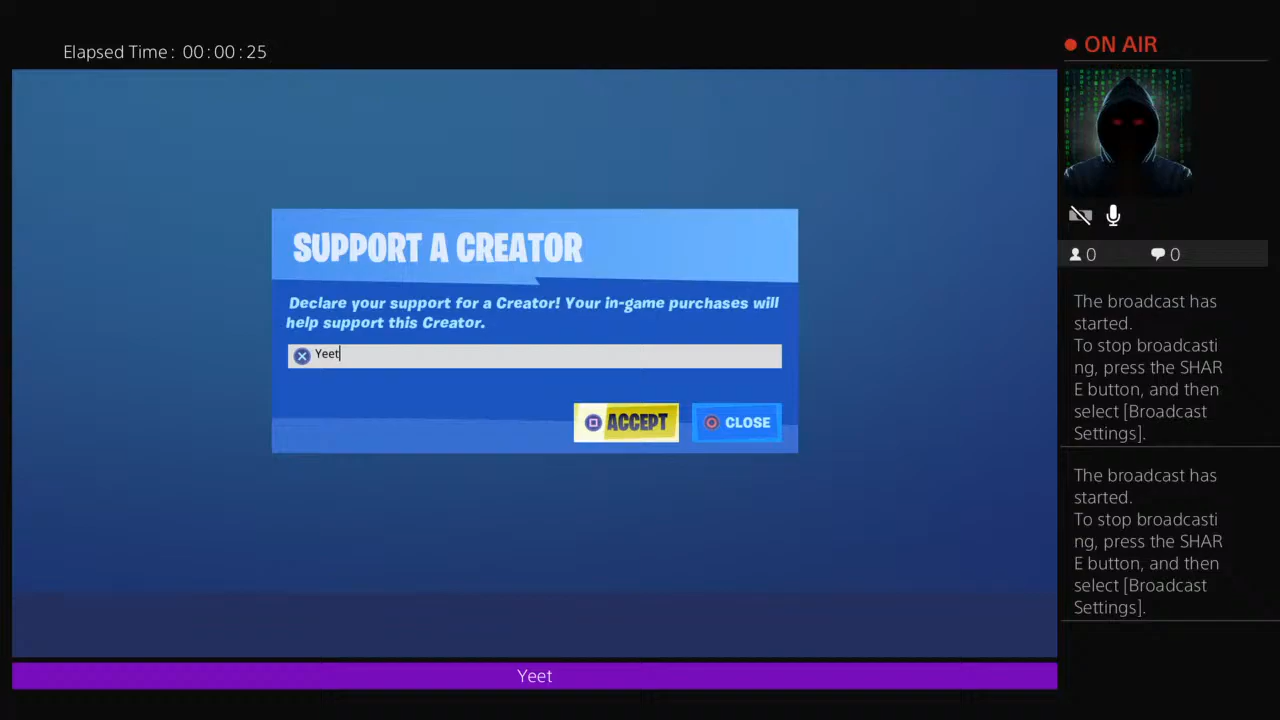 Elapsed Time: 00:00:25
ON AIR
SUPPORT A CREATOR
Declare your support for a Creator! Your in-game purchases will
help support this Creator.
Yeet
ACCEPT
CLOSE
Yeet
0
0
The broadcast has
started.
To stop broadcasti
ng, press the SHAR
E button, and then
select [Broadcast
Settings].
The broadcast has
started.
To stop broadcasti
ng, press the SHAR
E button, and then
select [Broadcast
Settings].